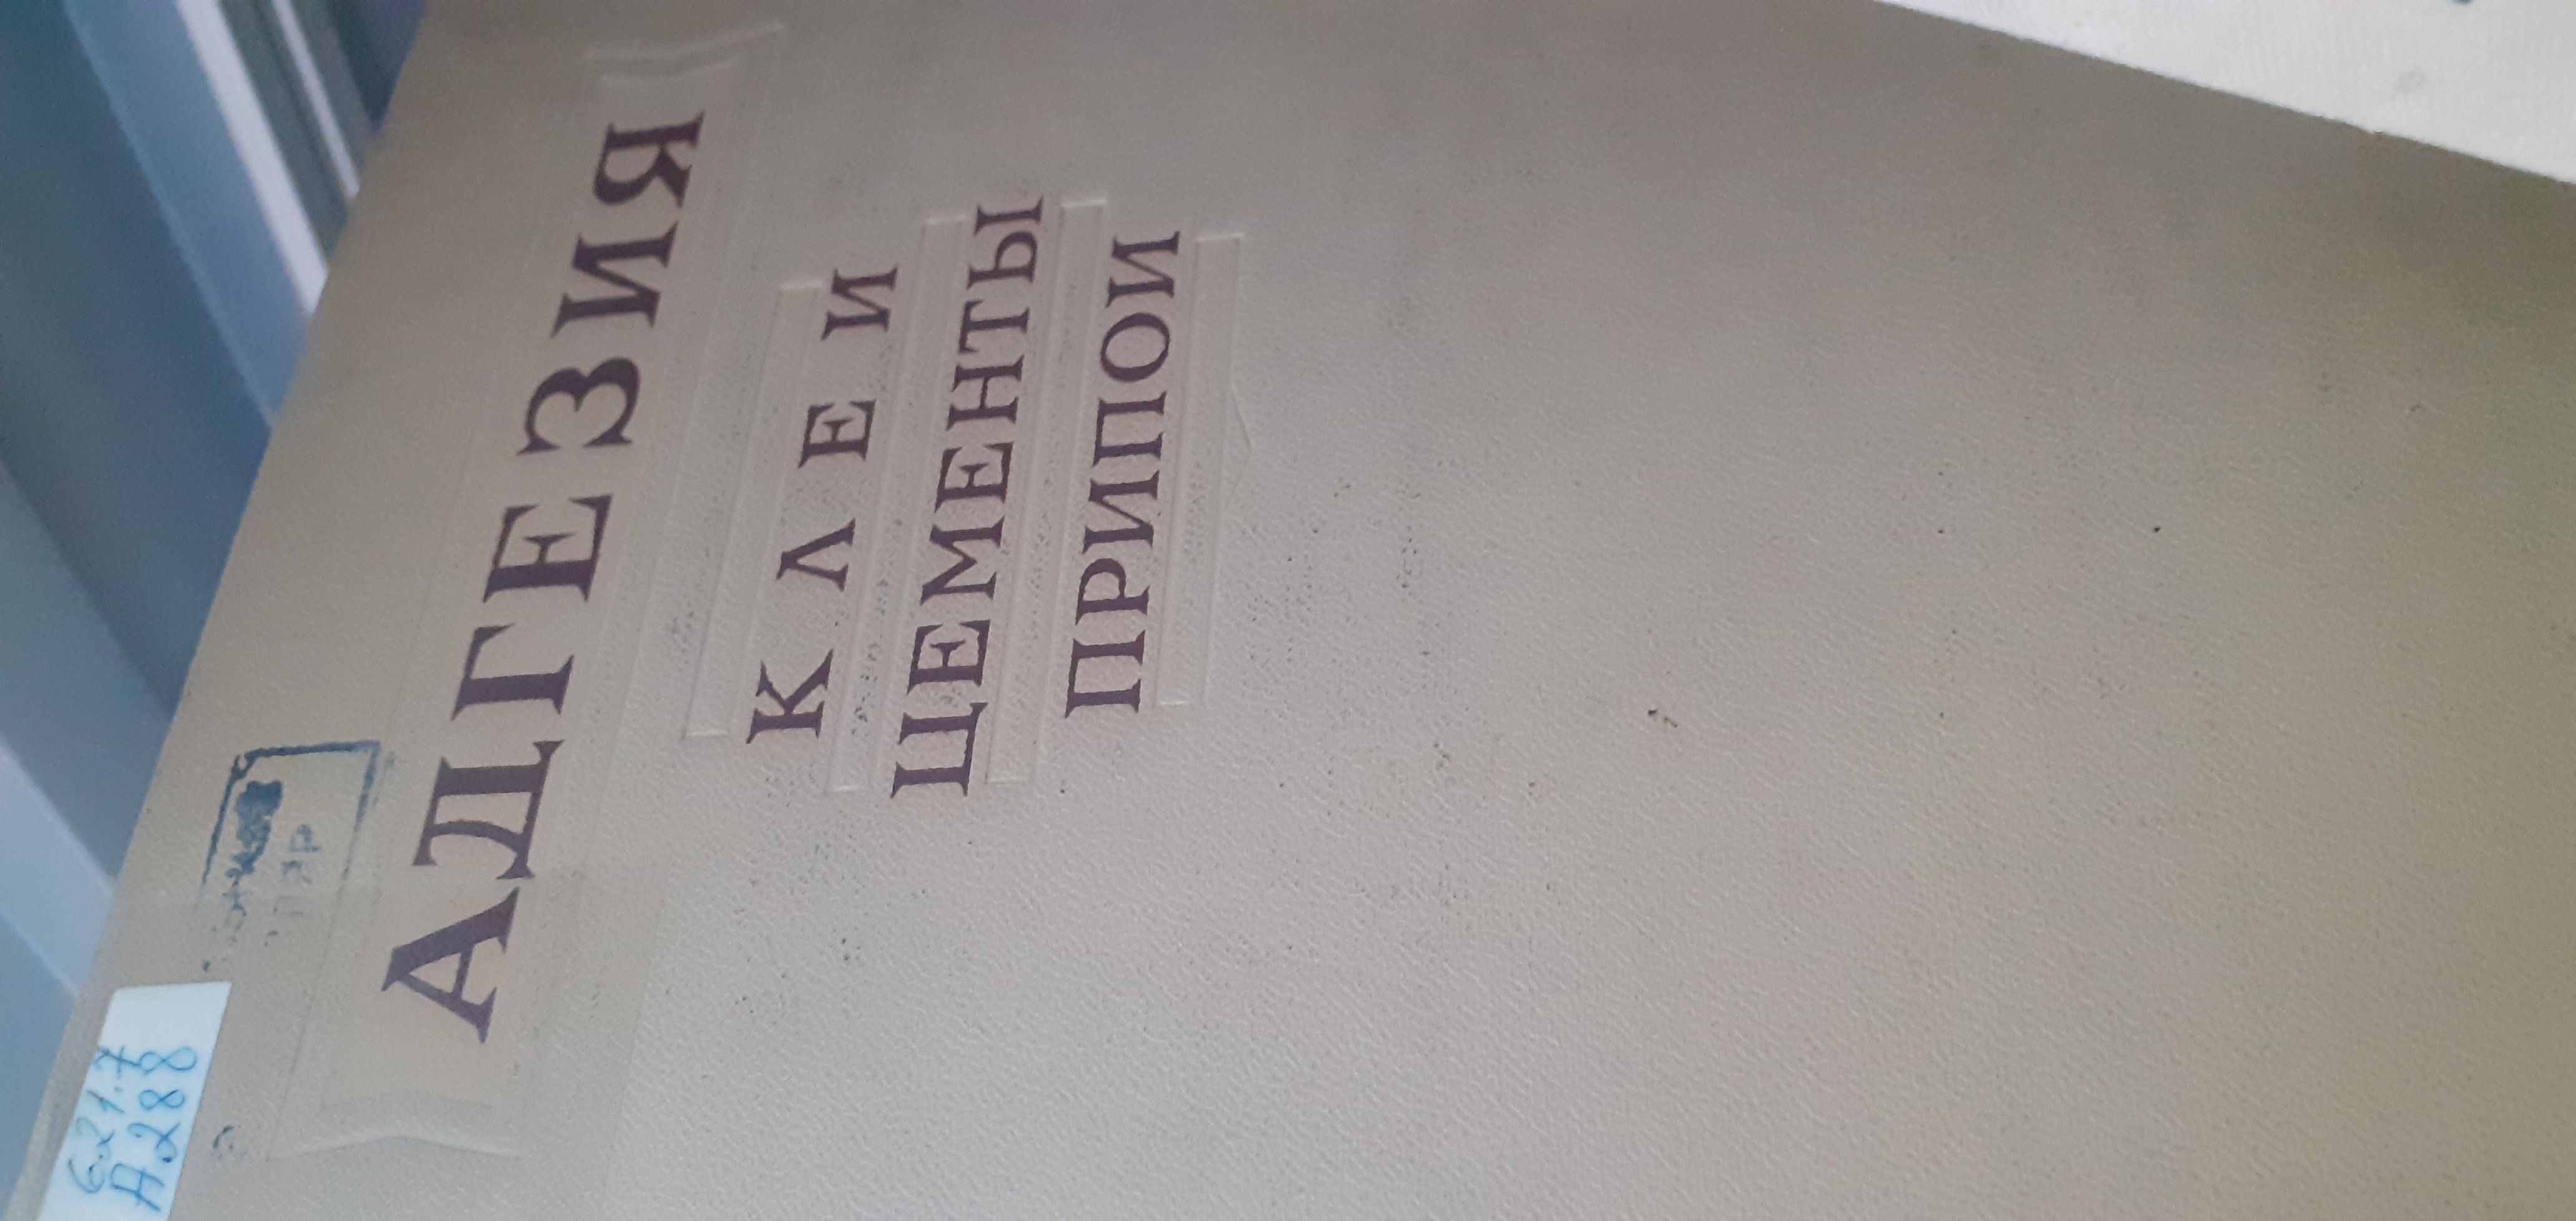 621.7
А288
АДГЕЗИЯ
КЛЕИ
ЦЕМЕНТЫ
ПРИПОИ